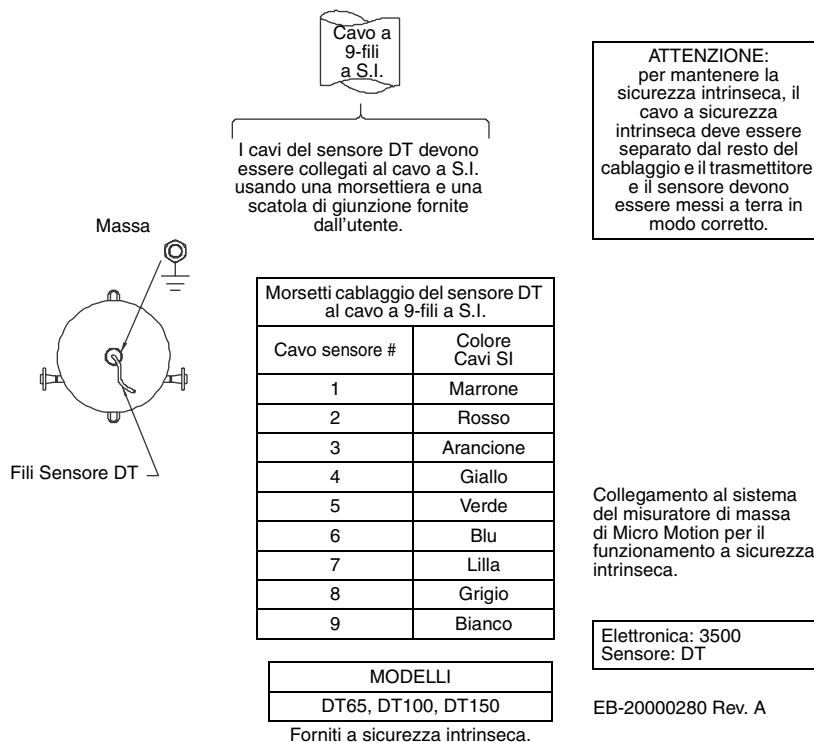 Cavo a
9-fili
a S.I.
I cavi del sensore DT devono
essere collegati al cavo a S.I.
usando una morsettiera e una
scatola di giunzione fornite
dall'utente.
ATTENZIONE:
per mantenere la
sicurezza intrinseca, il
cavo a sicurezza
intrinseca deve essere
separato dal resto del
cablaggio e il trasmettitore
e il sensore devono
essere messi a terra in
modo corretto.
Massa
Fili Sensore DT
Morsetti cablaggio del sensore DT
al cavo a 9-fili a S.I.
Cavo sensore # Colore
Cavi SI
1 Marrone
2 Rosso
3 Arancione
4 Giallo
5 Verde
6 Blu
7 Lilla
8 Grigio
9 Bianco
MODELLI
DT65, DT100, DT150
Forniti a sicurezza intrinseca.
Collegamento al sistema
del misuratore di massa
di Micro Motion per il
funzionamento a sicurezza
intrinseca.
Elettronica: 3500
Sensore: DT
EB-20000280 Rev. A